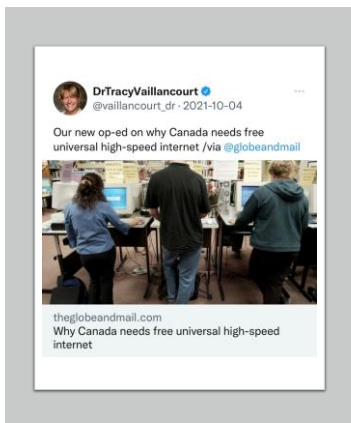 DrTracyVaillancourt
@vaillancourt_dr · 2021-10-04
Our new op-ed on why Canada needs free
universal high-speed internet /via @globeandmail
theglobeandmail.com
Why Canada needs free universal high-speed
internet